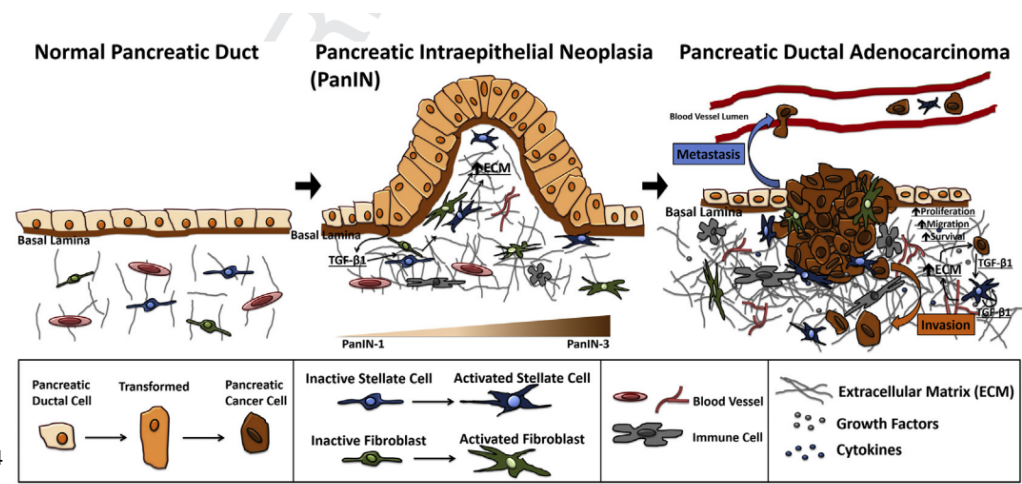 Normal Pancreatic Duct
Pancreatic Intraepithelial Neoplasia
(PanIN)
Pancreatic Ductal Adenocarcinoma
Blood Vessel Lumen
Metastasis
Basal Lamina
Basal Lamina
Basal Lamina
ECM
TGF-β1
Proliferation
Migration
Survival
ECM
TGF-β1
TGF-β1
Invasion
PanIN-1
PanIN-3
Pancreatic
Ductal Cell
Transformed
Pancreatic
Cancer Cell
Inactive Stellate Cell
Activated Stellate Cell
Inactive Fibroblast
Activated Fibroblast
Blood Vessel
Immune Cell
Extracellular Matrix (ECM)
Growth Factors
Cytokines